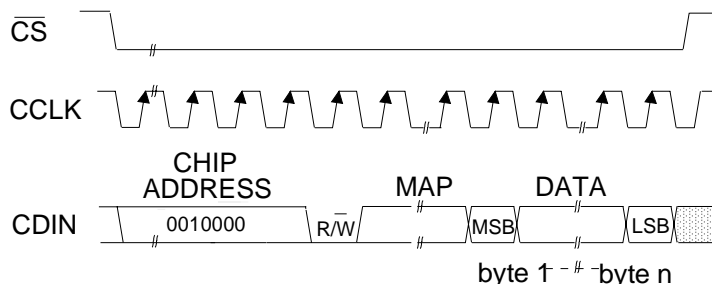 CS
CCLK
CHIP
ADDRESS
MAP
DATA
CDIN
0010000
R/W
MSB
LSB
byte 1
byte n